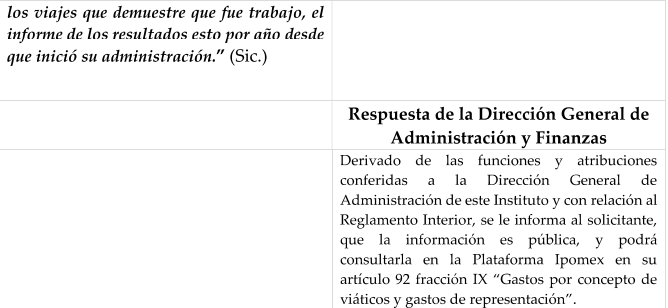 los viajes que demuestre que fue trabajo, el
informe de los resultados esto por año desde
que inició su administración.” (Sic.)
Respuesta de la Dirección General de
Administración y Finanzas
Derivado de las funciones y atribuciones
conferidas a la Dirección General de
Administración de este Instituto y con relación al
Reglamento Interior, se le informa al solicitante,
que la información es pública, y podrá
consultarla en la Plataforma Ipomex en su
artículo 92 fracción IX “Gastos por concepto de
viáticos y gastos de representación”.